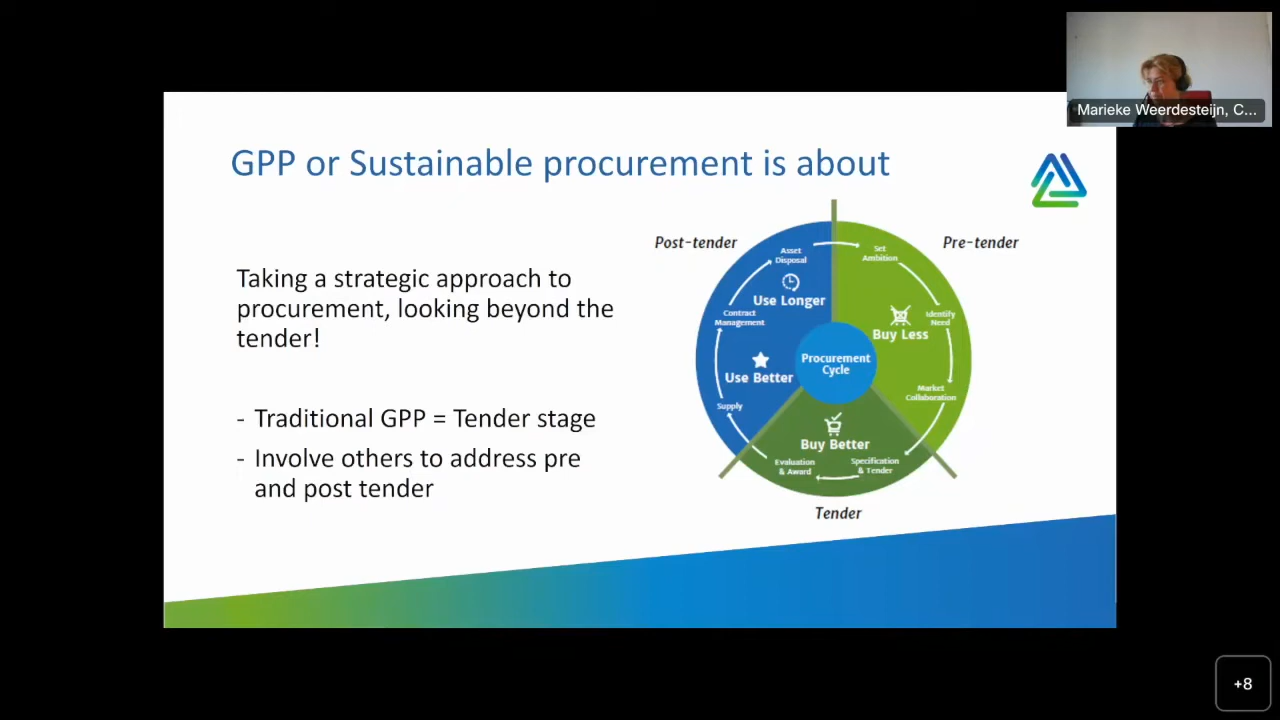 Marieke Weerdesteijn, C...
GPP or Sustainable procurement is about
Taking a strategic approach to
procurement, looking beyond the
tender!
- Traditional GPP = Tender stage
- Involve others to address pre
and post tender
Post-tender
Pre-tender
Asset
Disposal
Set
Ambition
Use Longer
Contract
Management
Identify
Need
Buy Less
Procurement
Cycle
Use Better
Market
Collaboration
Supply
Buy Better
Evaluation
& Award
Specification
& Tender
Tender
+8